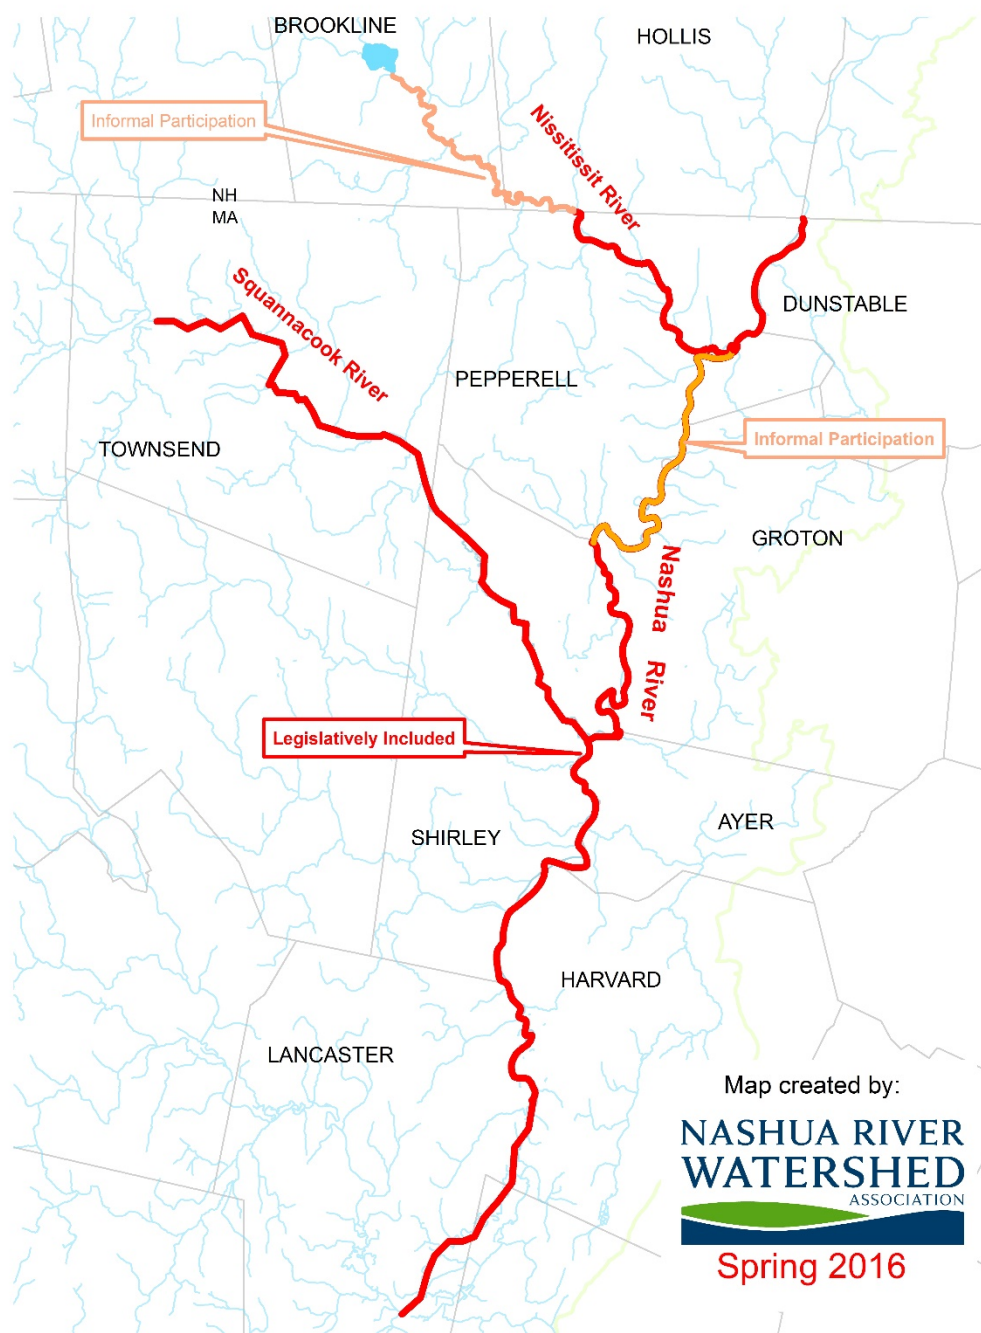 BROOKLINE
HOLLIS
Informal Participation
Nissitissit River
NH
MA
Squannacook River
DUNSTABLE
PEPPERELL
TOWNSEND
Informal Participation
GROTON
Nashua River
Legislatively Included
AYER
SHIRLEY
HARVARD
LANCASTER
Map created by:
NASHUA RIVER
WATERSHED
ASSOCIATION
Spring 2016